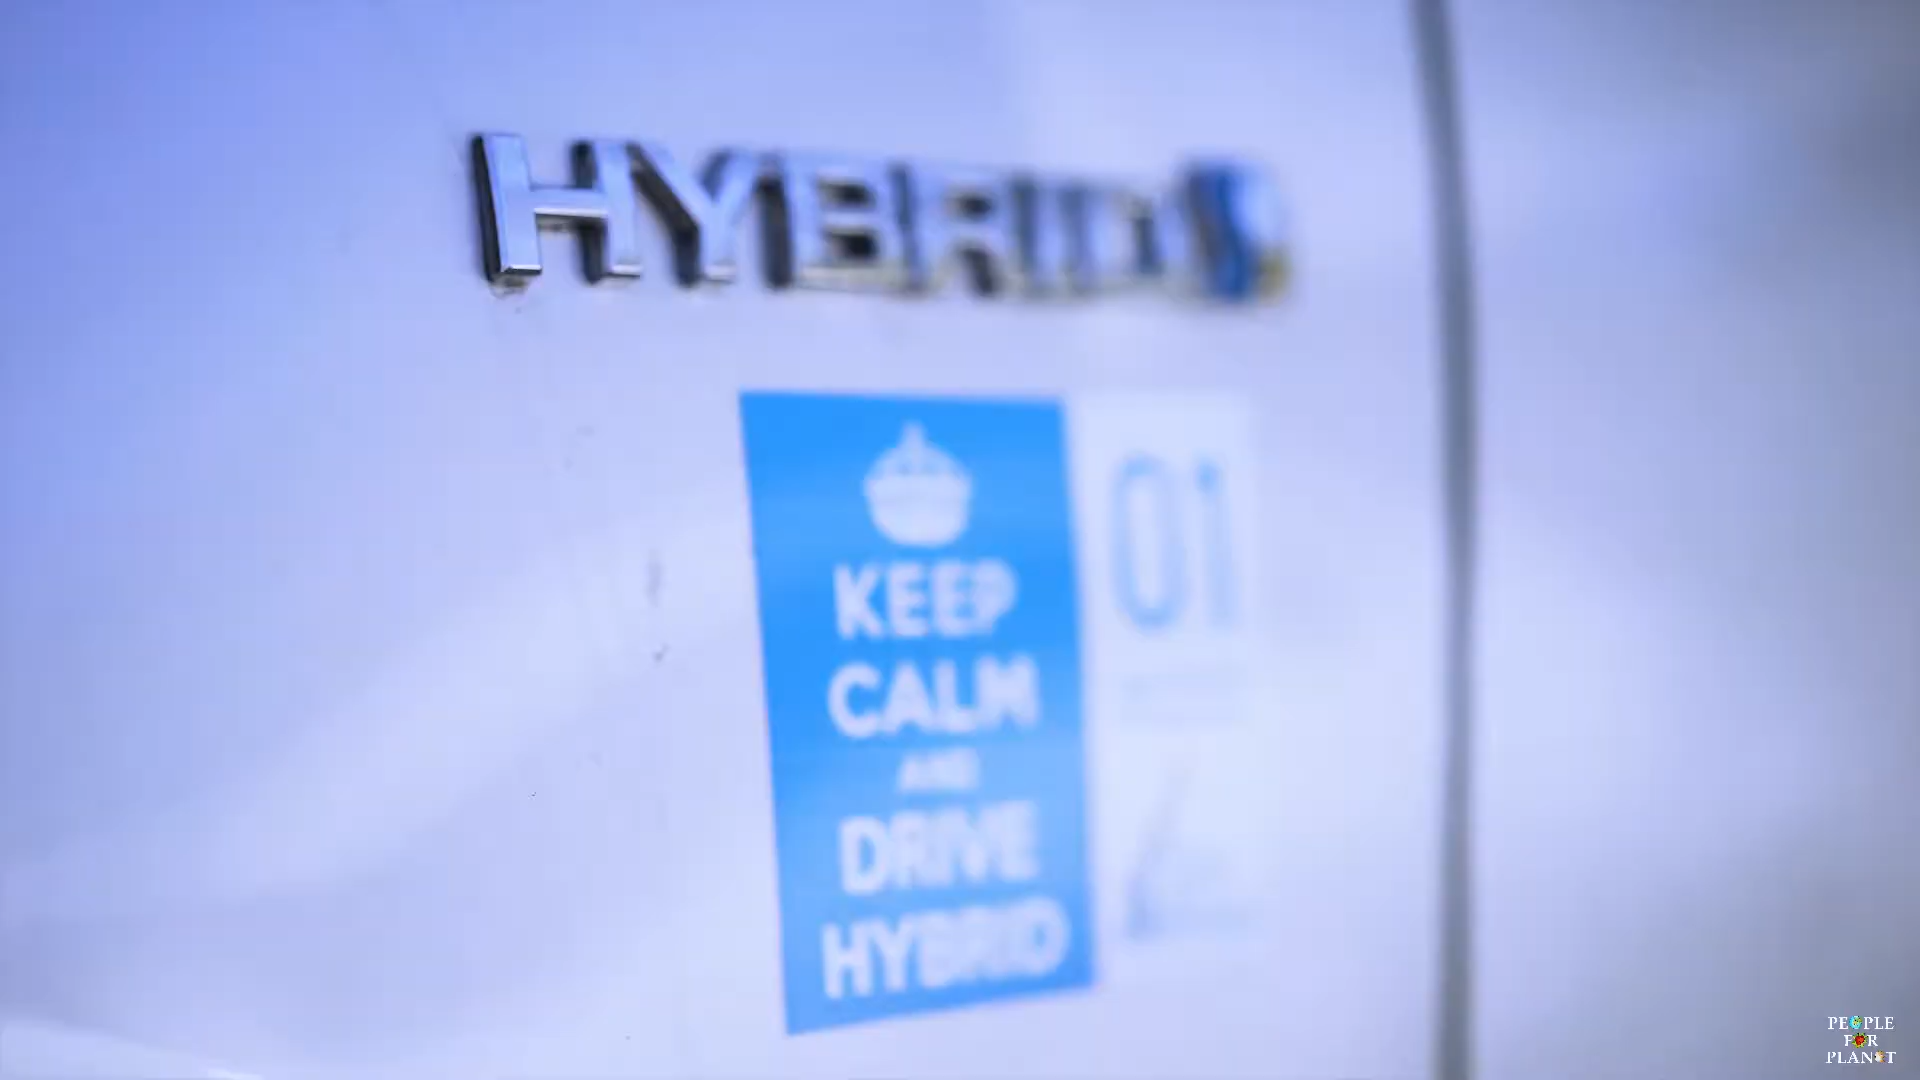 HYBRID
KEEP
CALM
AND
DRIVE
HYBRID
01
PEOPLE
FOR
PLANET